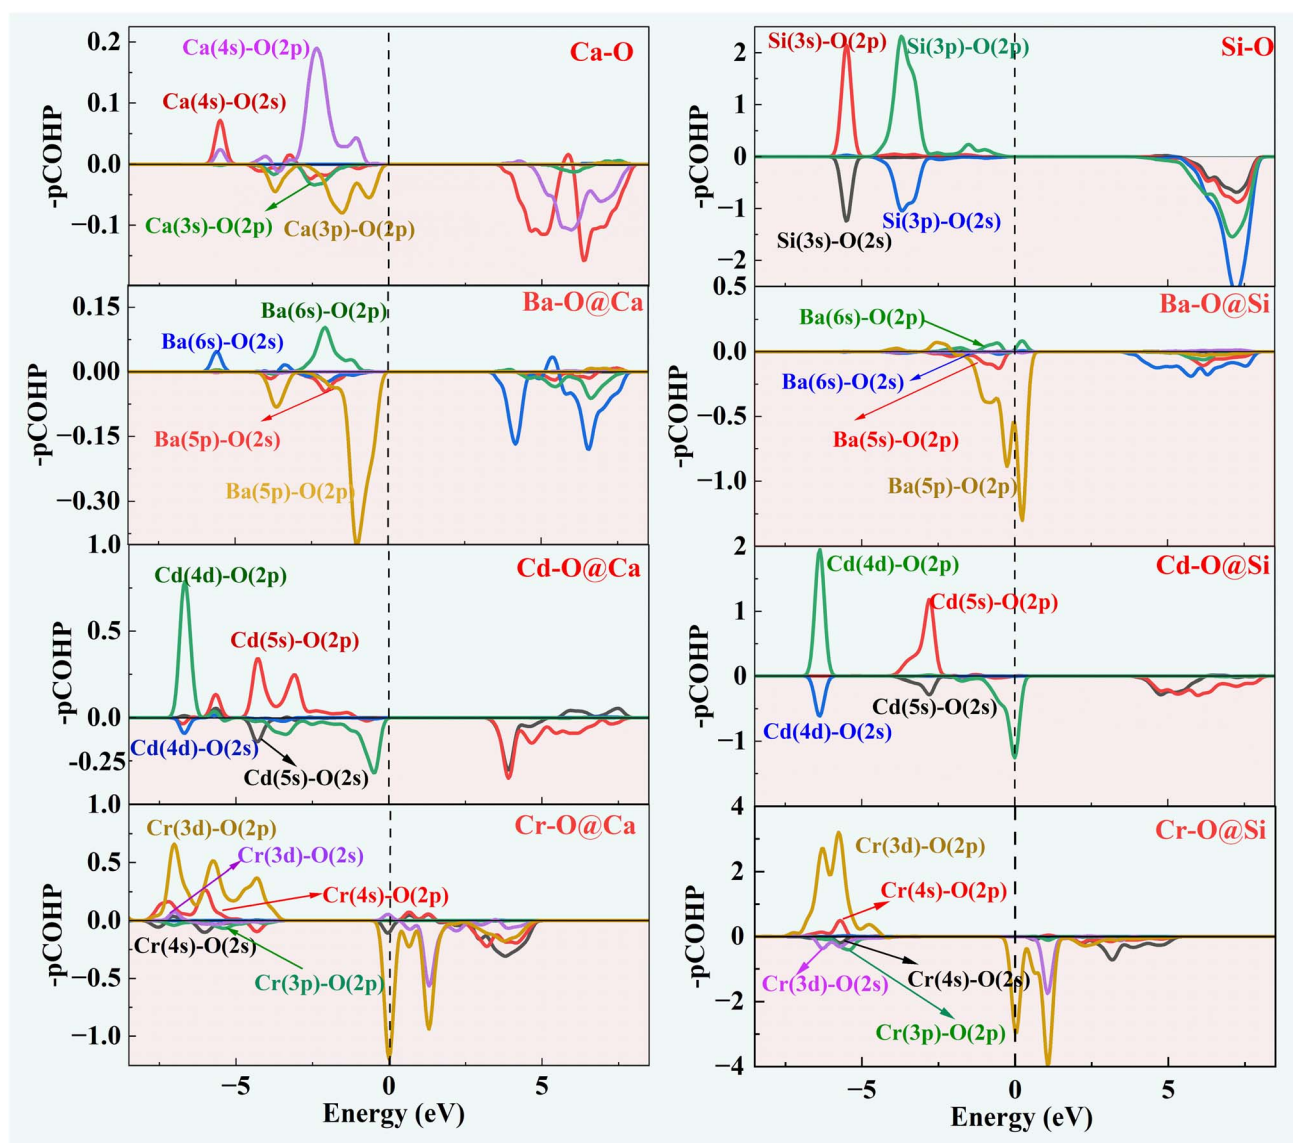 Ca-O
Ca(4s)-O(2p)
Ca(4s)-O(2s)
Ca(3s)-O(2p)
Ca(3p)-O(2p)
-pCOHP
0.2
0.1
0.0
−0.1
Si-O
Si(3s)-O(2p)
Si(3p)-O(2p)
Si(3p)-O(2s)
Si(3s)-O(2s)
-pCOHP
2
1
0
−1
−2
Ba-O@Ca
Ba(6s)-O(2p)
Ba(6s)-O(2s)
Ba(5p)-O(2s)
Ba(5p)-O(2p)
-pCOHP
0.15
0.00
−0.15
−0.30
Ba-O@Si
Ba(6s)-O(2p)
Ba(6s)-O(2s)
Ba(5s)-O(2p)
Ba(5p)-O(2p)
-pCOHP
0.5
0.0
−0.5
−1.0
Cd-O@Ca
Cd(4d)-O(2p)
Cd(5s)-O(2p)
Cd(4d)-O(2s)
Cd(5s)-O(2s)
-pCOHP
1.0
0.5
0.0
-0.25
Cd-O@Si
Cd(4d)-O(2p)
Cd(5s)-O(2p)
Cd(5s)-O(2s)
Cd(4d)-O(2s)
-pCOHP
2
1
0
−1
Cr-O@Ca
Cr(3d)-O(2p)
Cr(3d)-O(2s)
Cr(4s)-O(2p)
Cr(4s)-O(2s)
Cr(3p)-O(2p)
-pCOHP
1.0
0.5
0.0
−0.5
−1.0
−5
0
5
Energy (eV)
Cr-O@Si
Cr(3d)-O(2p)
Cr(4s)-O(2p)
Cr(4s)-O(2s)
Cr(3d)-O(2s)
Cr(3p)-O(2p)
-pCOHP
4
2
0
−2
−4
−5
0
5
Energy (eV)